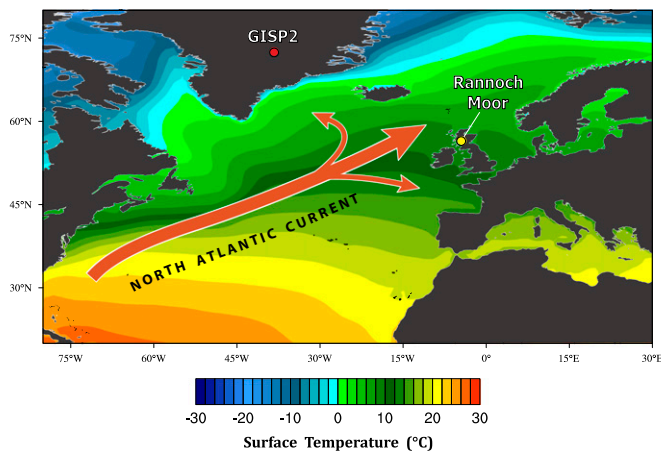 75°N
GISP2
Rannoch
Moor
60°N
45°N
NORTH ATLANTIC CURRENT
30°N
75°W 60°W 45°W 30°W 15°W 0° 15°E 30°E
-30 -20 -10 0 10 20 30
Surface Temperature (°C)